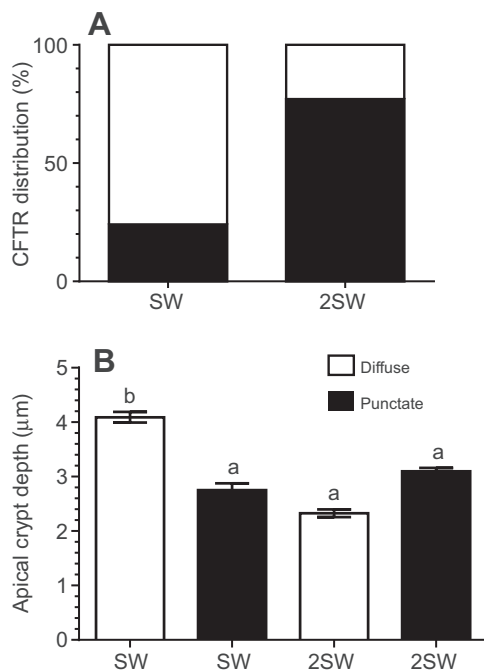 A
CFTR distribution (%)
100
50
0
SW 2SW
B
Apical crypt depth (μm)
5
4
3
2
1
0
Diffuse
Punctate
b
a
a
a
SW SW 2SW 2SW